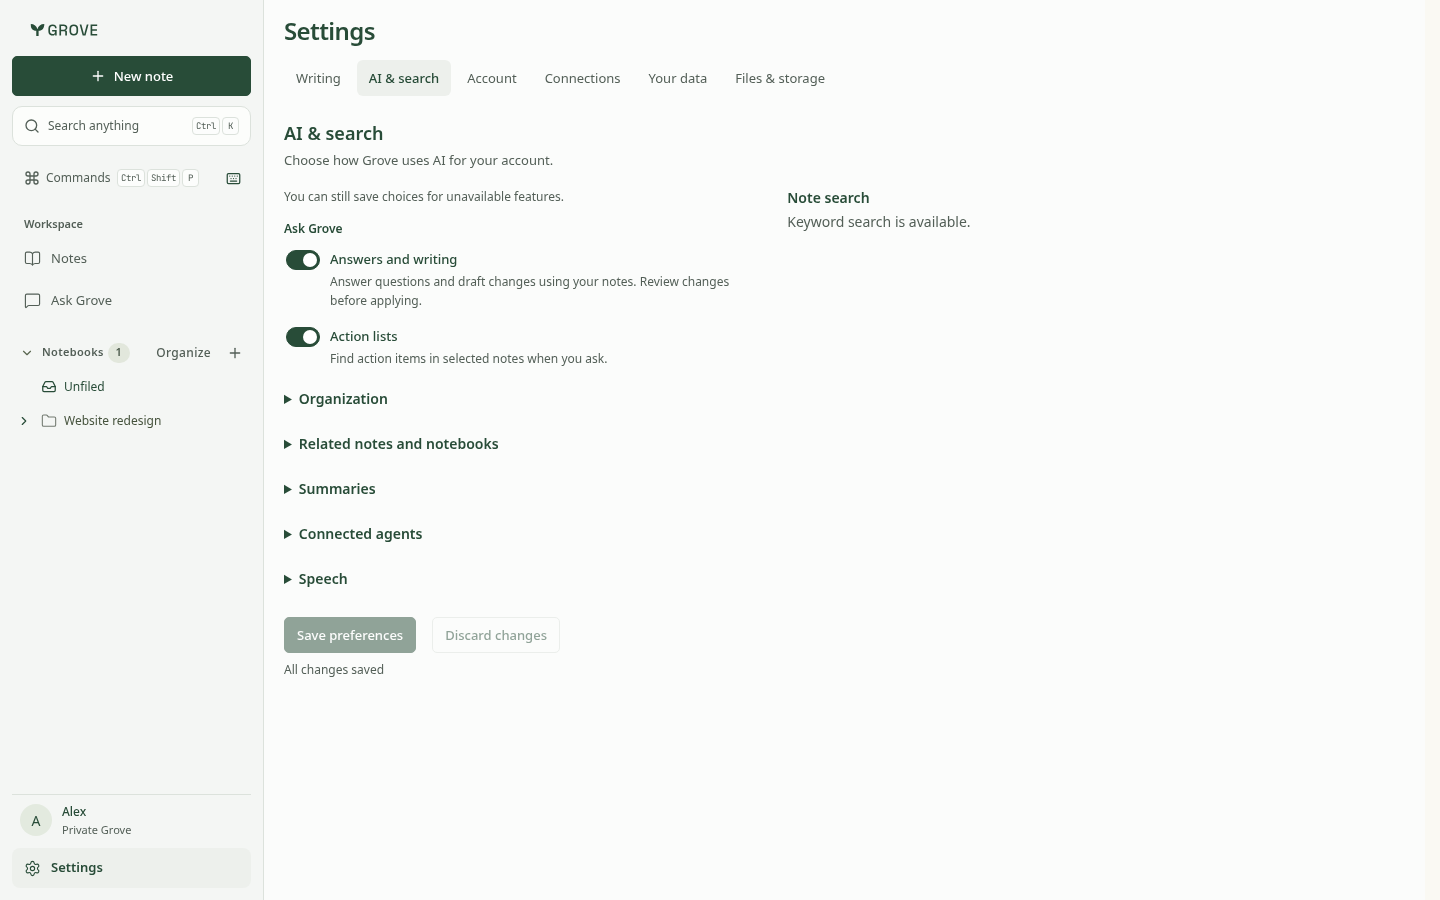 GROVE
New note
Search anything Ctrl K
Commands Ctrl Shift P
Workspace
Notes
Ask Grove
Notebooks 1 Organize
Unfiled
Website redesign
A
Alex
Private Grove
Settings
Settings
Writing AI & search Account Connections Your data Files & storage
AI & search
Choose how Grove uses AI for your account.
You can still save choices for unavailable features.
Ask Grove
Answers and writing
Answer questions and draft changes using your notes. Review changes
before applying.
Action lists
Find action items in selected notes when you ask.
Organization
Related notes and notebooks
Summaries
Connected agents
Speech
Save preferences Discard changes
All changes saved
Note search
Keyword search is available.